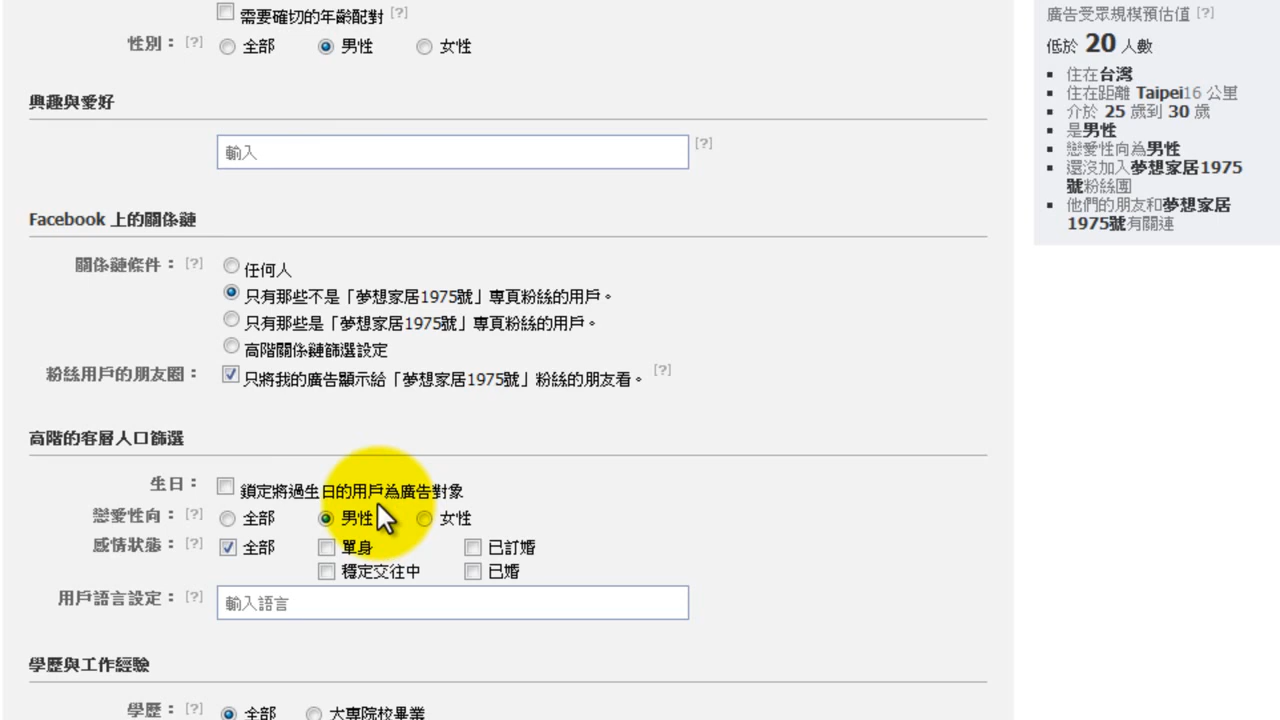 需要確切的年齡配對 [?]
性別： [?] 全部 男性 女性
興趣與愛好
輸入 [?]
Facebook 上的關係鏈
關係鏈條件： [?] 任何人
只有那些不是「夢想家居1975號」專頁粉絲的用戶。
只有那些是「夢想家居1975號」專頁粉絲的用戶。
高階關係鏈篩選設定
粉絲用戶的朋友圈： 只將我的廣告顯示給「夢想家居1975號」粉絲的朋友看。 [?]
高階的客層人口篩選
生日： 鎖定將過生日的用戶為廣告對象
戀愛性向： [?] 全部 男性 女性
感情狀態： [?] 全部 單身 已訂婚
穩定交往中 已婚
用戶語言設定： [?] 輸入語言
學歷與工作經驗
學歷： [?] 全部 大專院校畢業
廣告受眾規模預估值 [?]
低於 20 人數
住在台灣
住在距離 Taipei16 公里
介於 25 歲到 30 歲
是男性
戀愛性向為男性
還沒加入夢想家居1975
號粉絲團
他們的朋友和夢想家居
1975號有關連